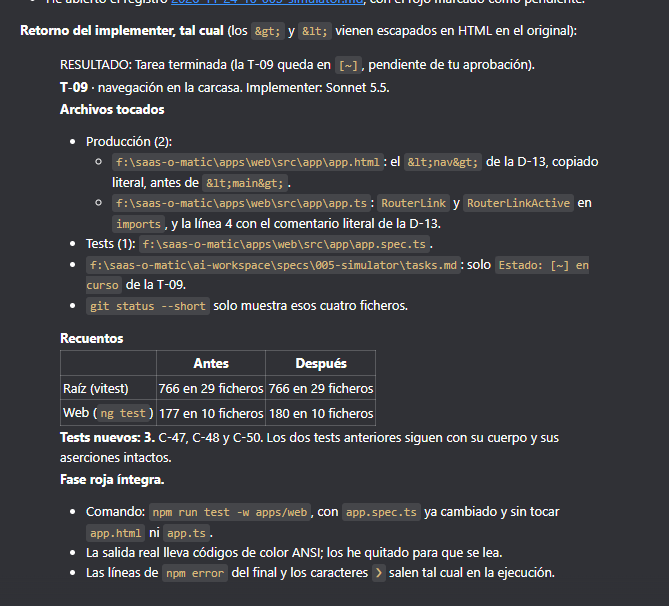 Retorno del implementer, tal cual (los &gt; y &lt; vienen escapados en HTML en el original):
RESULTADO: Tarea terminada (la T-09 queda en [~], pendiente de tu aprobación).
T-09 · navegación en la carcasa. Implementer: Sonnet 5.5.
Archivos tocados
• Producción (2):
◦ f:\saas-o-matic\apps\web\src\app\app.html: el &lt;nav&gt; de la D-13, copiado
literal, antes de &lt;main&gt;.
◦ f:\saas-o-matic\apps\web\src\app\app.ts: RouterLink y RouterLinkActive en
imports, y la línea 4 con el comentario literal de la D-13.
• Tests (1): f:\saas-o-matic\apps\web\src\app\app.spec.ts.
• f:\saas-o-matic\ai-workspace\specs\005-simulator\tasks.md: solo Estado: [~] en
curso de la T-09.
• git status --short solo muestra esos cuatro ficheros.
Recuentos
Antes Después
Raíz (vitest) 766 en 29 ficheros 766 en 29 ficheros
Web (ng test) 177 en 10 ficheros 180 en 10 ficheros
Tests nuevos: 3. C-47, C-48 y C-50. Los dos tests anteriores siguen con su cuerpo y sus
aserciones intactos.
Fase roja íntegra.
• Comando: npm run test -w apps/web, con app.spec.ts ya cambiado y sin tocar
app.html ni app.ts.
• La salida real lleva códigos de color ANSI; los he quitado para que se lea.
• Las líneas de npm error del final y los caracteres ❯ salen tal cual en la ejecución.